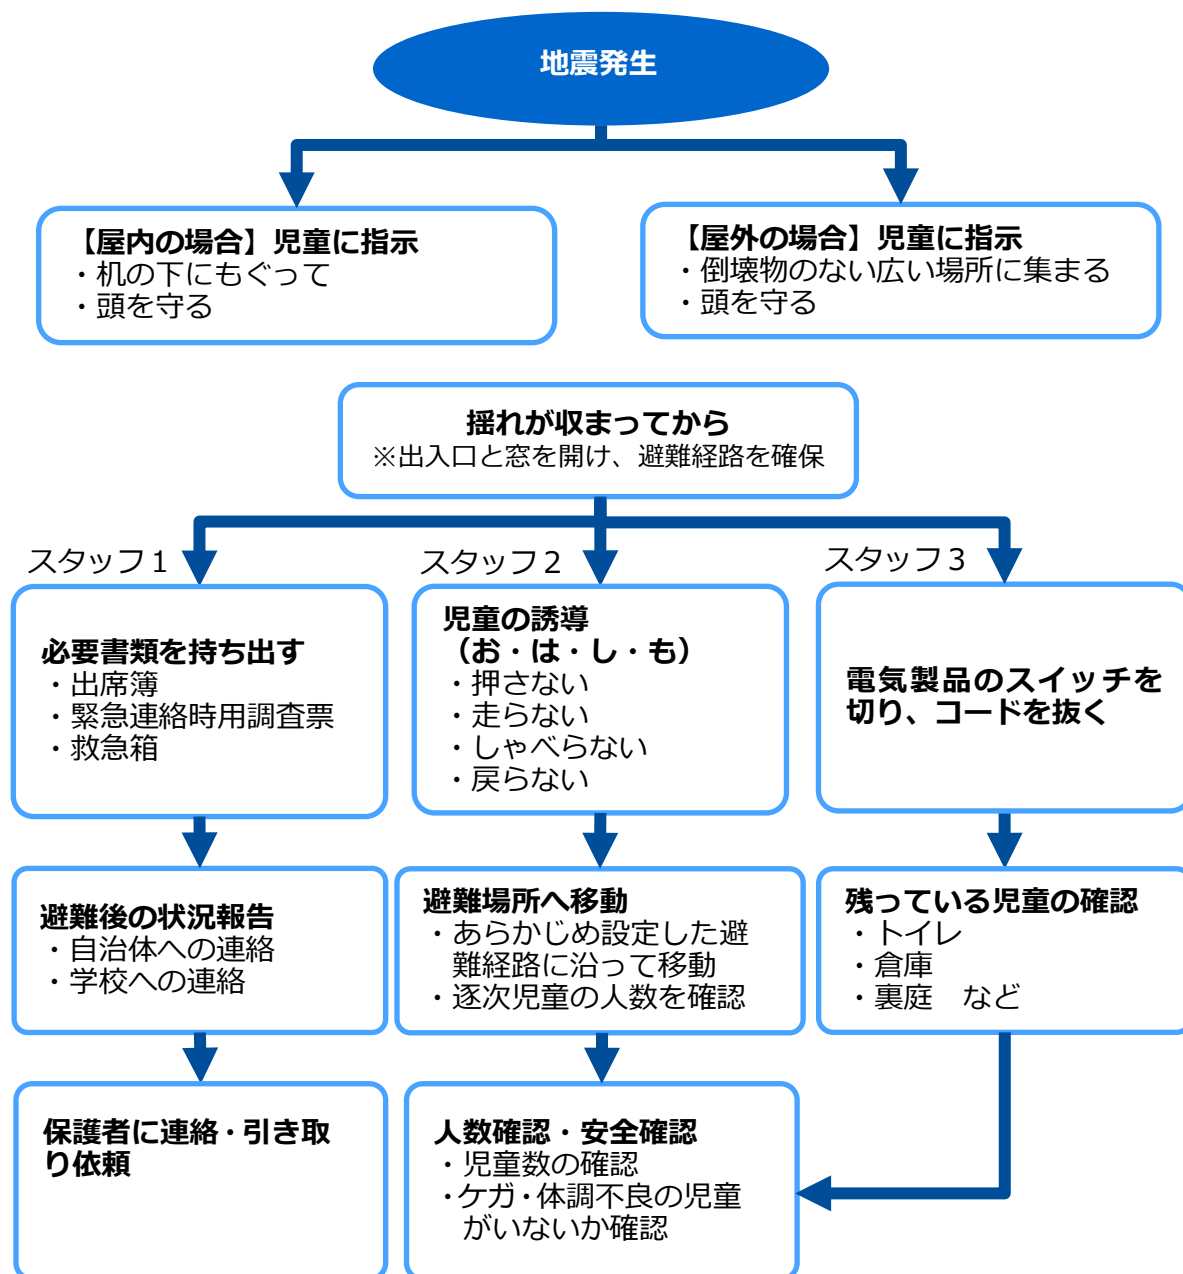 地震発生
【屋内の場合】児童に指示
・机の下にもぐって
・頭を守る
【屋外の場合】児童に指示
・倒壊物のない広い場所に集まる
・頭を守る
揺れが収まってから
※出入口と窓を開け、避難経路を確保
スタッフ１
必要書類を持ち出す
・出席簿
・緊急連絡時用調査票
・救急箱
スタッフ２
児童の誘導
（お・は・し・も）
・押さない
・走らない
・しゃべらない
・戻らない
スタッフ３
電気製品のスイッチを
切り、コードを抜く
避難後の状況報告
・自治体への連絡
・学校への連絡
避難場所へ移動
・あらかじめ設定した避
難経路に沿って移動
・逐次児童の人数を確認
残っている児童の確認
・トイレ
・倉庫
・裏庭　など
保護者に連絡・引き取
り依頼
人数確認・安全確認
・児童数の確認
・ケガ・体調不良の児童
がいないか確認